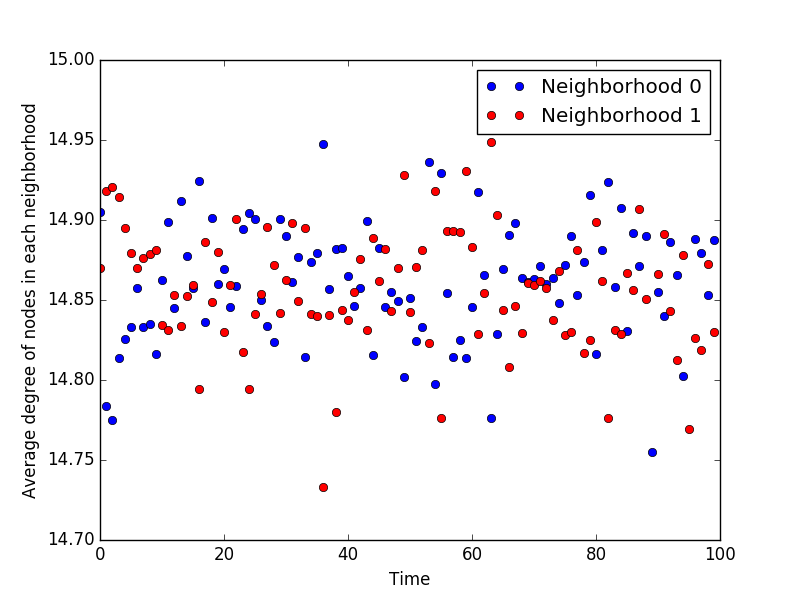 Neighborhood 0
Neighborhood 1
15.00
14.95
14.90
14.85
14.80
14.75
14.70
0 20 40 60 80 100
Time
Average degree of nodes in each neighborhood